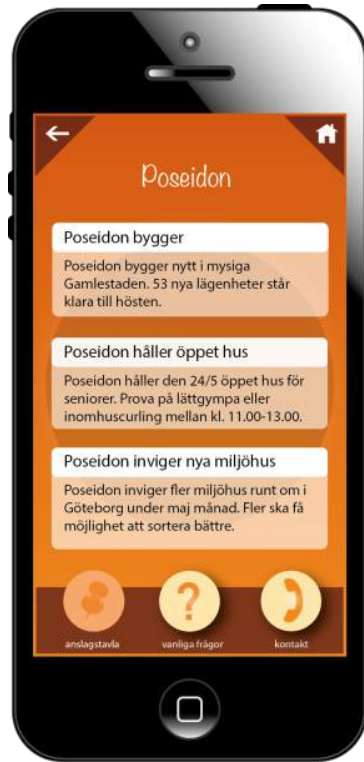 Poseidon
Poseidon bygger
Poseidon bygger nytt i mysiga
Gamlestaden. 53 nya lägenheter står
klara till hösten.
Poseidon håller öppet hus
Poseidon håller den 24/5 öppet hus för
seniorer. Prova på lättgympa eller
inomhuscurling mellan kl. 11.00-13.00.
Poseidon inviger nya miljöhus
Poseidon inviger fler miljöhus runt om i
Göteborg under maj månad. Fler ska få
möjlighet att sortera bättre.
?
anslagstavla vanliga frågor kontakt